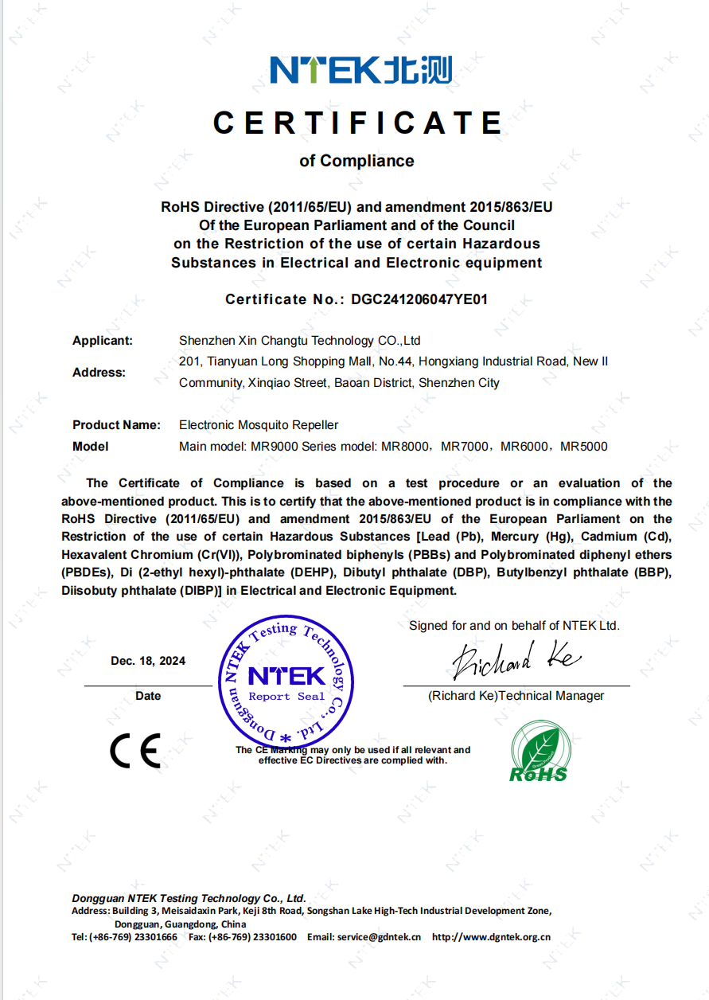 NTEK北测
CERTIFICATE
of Compliance
RoHS Directive (2011/65/EU) and amendment 2015/863/EU
Of the European Parliament and of the Council
on the Restriction of the use of certain Hazardous
Substances in Electrical and Electronic equipment
Certificate No.: DGC241206047YE01
Applicant: Shenzhen Xin Changtu Technology CO.,Ltd
Address: 201, Tianyuan Long Shopping Mall, No.44, Hongxiang Industrial Road, New II
Community, Xinqiao Street, Baoan District, Shenzhen City
Product Name: Electronic Mosquito Repeller
Model Main model: MR9000 Series model: MR8000，MR7000，MR6000，MR5000
The Certificate of Compliance is based on a test procedure or an evaluation of the
above-mentioned product. This is to certify that the above-mentioned product is in compliance with the
RoHS Directive (2011/65/EU) and amendment 2015/863/EU of the European Parliament on the
Restriction of the use of certain Hazardous Substances [Lead (Pb), Mercury (Hg), Cadmium (Cd),
Hexavalent Chromium (Cr(VI)), Polybrominated biphenyls (PBBs) and Polybrominated diphenyl ethers
(PBDEs), Di (2-ethyl hexyl)-phthalate (DEHP), Dibutyl phthalate (DBP), Butylbenzyl phthalate (BBP),
Diisobuty phthalate (DIBP)] in Electrical and Electronic Equipment.
Signed for and on behalf of NTEK Ltd.
Dec. 18, 2024
Date
Dongguan NTEK Testing Technology Co., Ltd.
NTEK
Report Seal
*
Richard Ke
(Richard Ke)Technical Manager
CE
The CE Marking may only be used if all relevant and
effective EC Directives are complied with.
Green Product
RoHS
Dongguan NTEK Testing Technology Co., Ltd.
Address: Building 3, Meisaidaxin Park, Keji 8th Road, Songshan Lake High-Tech Industrial Development Zone,
Dongguan, Guangdong, China
Tel: (+86-769) 23301666 Fax: (+86-769) 23301600 Email: service@gdntek.cn http://www.dgntek.org.cn